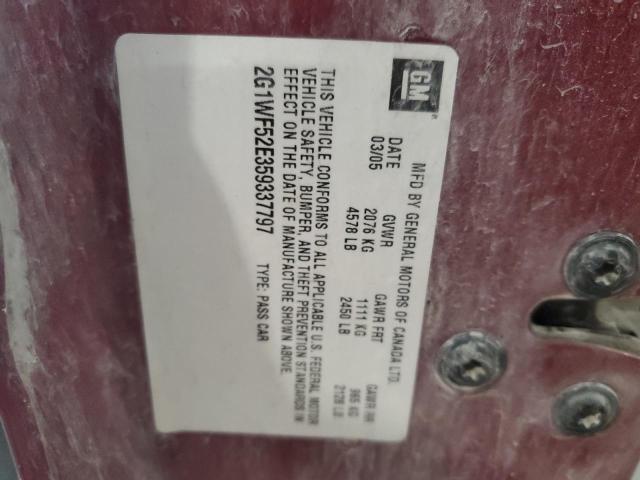 GM
MFD BY GENERAL MOTORS OF CANADA LTD.
DATE GVWR GAWR FRT GAWR RR
03/05 2076 KG 1111 KG 965 KG
4578 LB 2450 LB 2128 LB
THIS VEHICLE CONFORMS TO ALL APPLICABLE U.S. FEDERAL MOTOR
VEHICLE SAFETY, BUMPER, AND THEFT PREVENTION STANDARDS IN
EFFECT ON THE DATE OF MANUFACTURE SHOWN ABOVE.
2G1WF52E359337797 TYPE: PASS CAR